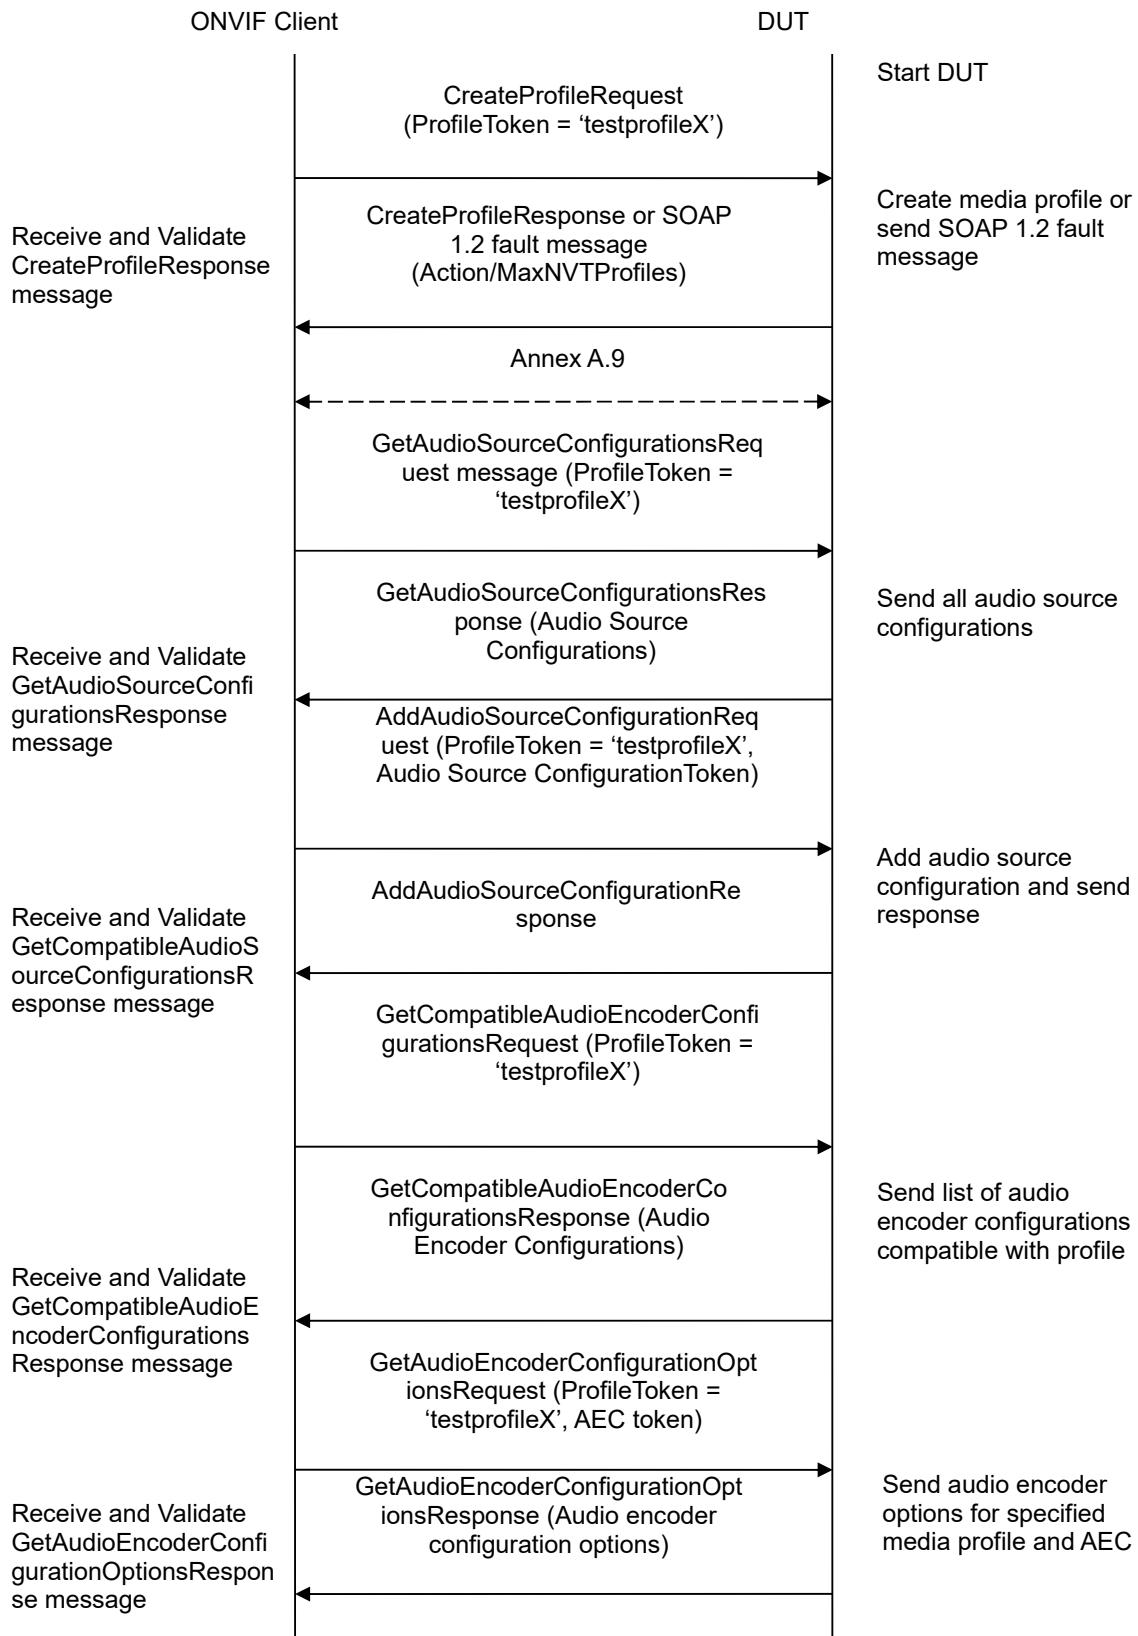 ONVIF Client
DUT
Start DUT
CreateProfileRequest
(ProfileToken = ‘testprofileX’)
Create media profile or
send SOAP 1.2 fault
message
CreateProfileResponse or SOAP
1.2 fault message
(Action/MaxNVTProfiles)
Receive and Validate
CreateProfileResponse
message
Annex A.9
GetAudioSourceConfigurationsReq
uest message (ProfileToken =
‘testprofileX’)
GetAudioSourceConfigurationsRes
ponse (Audio Source
Configurations)
Send all audio source
configurations
Receive and Validate
GetAudioSourceConfi
gurationsResponse
message
AddAudioSourceConfigurationReq
uest (ProfileToken = ‘testprofileX’,
Audio Source ConfigurationToken)
Add audio source
configuration and send
response
AddAudioSourceConfigurationRe
sponse
Receive and Validate
GetCompatibleAudioS
ourceConfigurationsR
esponse message
GetCompatibleAudioEncoderConfi
gurationsRequest (ProfileToken =
‘testprofileX’)
GetCompatibleAudioEncoderCo
nfigurationsResponse (Audio
Encoder Configurations)
Send list of audio
encoder configurations
compatible with profile
Receive and Validate
GetCompatibleAudioE
ncoderConfigurations
Response message
GetAudioEncoderConfigurationOpt
ionsRequest (ProfileToken =
‘testprofileX’, AEC token)
GetAudioEncoderConfigurationOpt
ionsResponse (Audio encoder
configuration options)
Send audio encoder
options for specified
media profile and AEC
Receive and Validate
GetAudioEncoderConfi
gurationOptionsRespon
se message